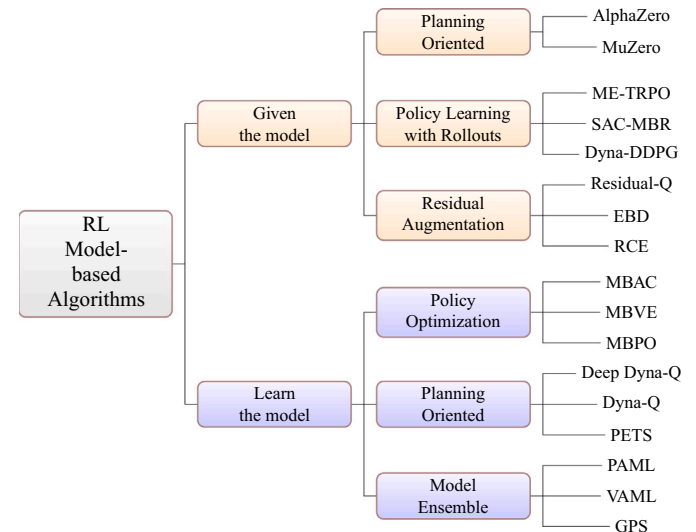 RL
Model-
based
Algorithms
Given
the model
Planning
Oriented
AlphaZero
MuZero
Policy Learning
with Rollouts
ME-TRPO
SAC-MBR
Dyna-DDPG
Residual
Augmentation
Residual-Q
EBD
RCE
Learn
the model
Policy
Optimization
MBAC
MBVE
MBPO
Planning
Oriented
Deep Dyna-Q
Dyna-Q
PETS
Model
Ensemble
PAML
VAML
GPS